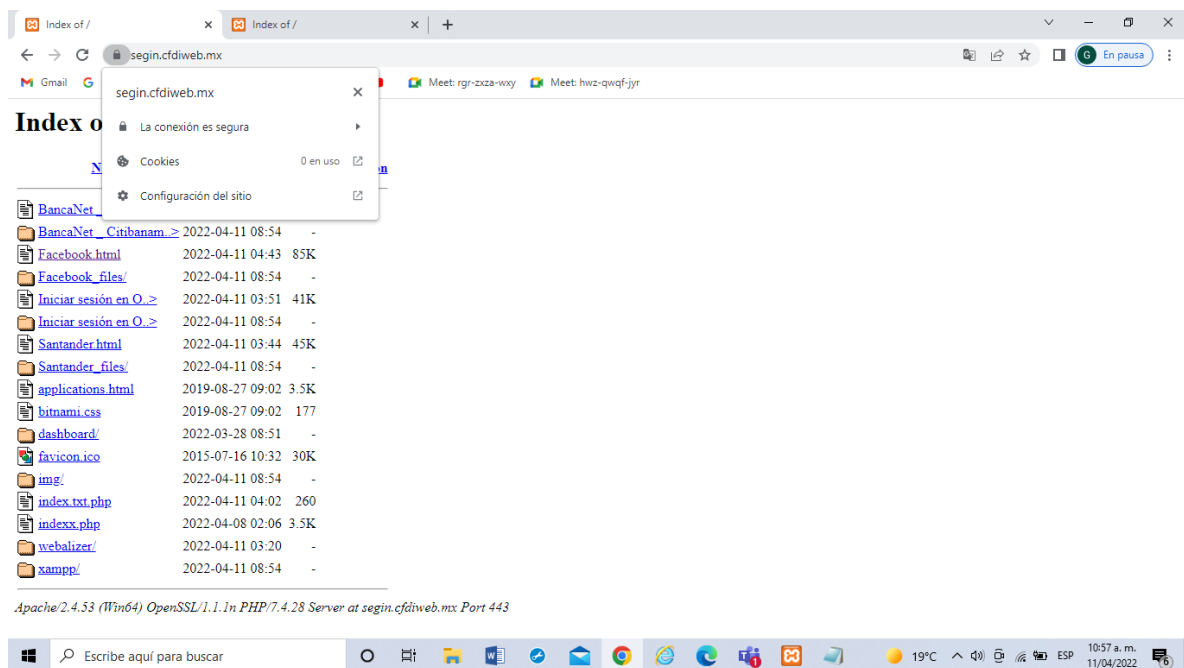 Index of /
Index of /
segin.cfdiweb.mx
En pausa
Gmail
Meet: rgr-zxza-wxy
Meet: hwz-qwqf-jyr
segin.cfdiweb.mx
La conexión es segura
Cookies 0 en uso
Configuración del sitio
Index o
N n
BancaNet_
BancaNet _ Citibanam..> 2022-04-11 08:54 -
Facebook.html 2022-04-11 04:43 85K
Facebook_files/ 2022-04-11 08:54 -
Iniciar sesión en O..> 2022-04-11 03:51 41K
Iniciar sesión en O..> 2022-04-11 08:54 -
Santander.html 2022-04-11 03:44 45K
Santander_files/ 2022-04-11 08:54 -
applications.html 2019-08-27 09:02 3.5K
bitnami.css 2019-08-27 09:02 177
dashboard/ 2022-03-28 08:51 -
favicon.ico 2015-07-16 10:32 30K
img/ 2022-04-11 08:54 -
index.txt.php 2022-04-11 04:02 260
indexx.php 2022-04-08 02:06 3.5K
webalizer/ 2022-04-11 03:20 -
xampp/ 2022-04-11 08:54 -
Apache/2.4.53 (Win64) OpenSSL/1.1.1n PHP/7.4.28 Server at segin.cfdiweb.mx Port 443
Escribe aquí para buscar
19°C
ESP
10:57 a. m.
11/04/2022
6